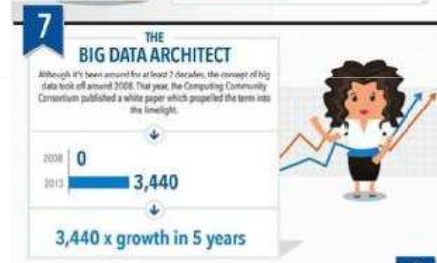 7
THE
BIG DATA ARCHITECT
Although it's been around for at least 2 decades, the concept of big
data took off around 2008. That year, the Computing Community
Consortium published a white paper which propelled the term into
the limelight.
2008 0
2013 3,440
3,440 x growth in 5 years